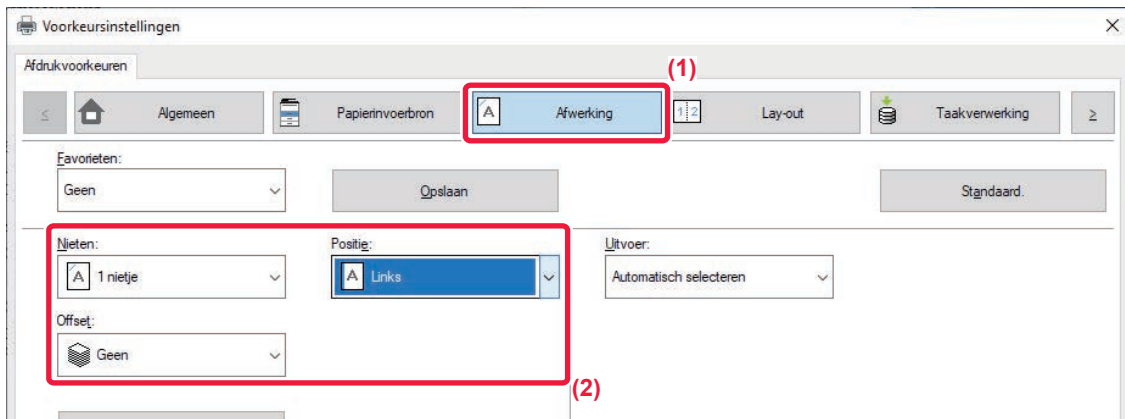 Voorkeursinstellingen
Afdrukvoorkeuren
(1)
< Algemeen Papierinvoerbron A Afwerking 1 2 Lay-out Taakverwerking >
Favorieten:
Geen Opslaan Standaard.
Nieten: Positie: Uitvoer:
A 1 nietje A Links Automatisch selecteren
Offset:
Geen
(2)